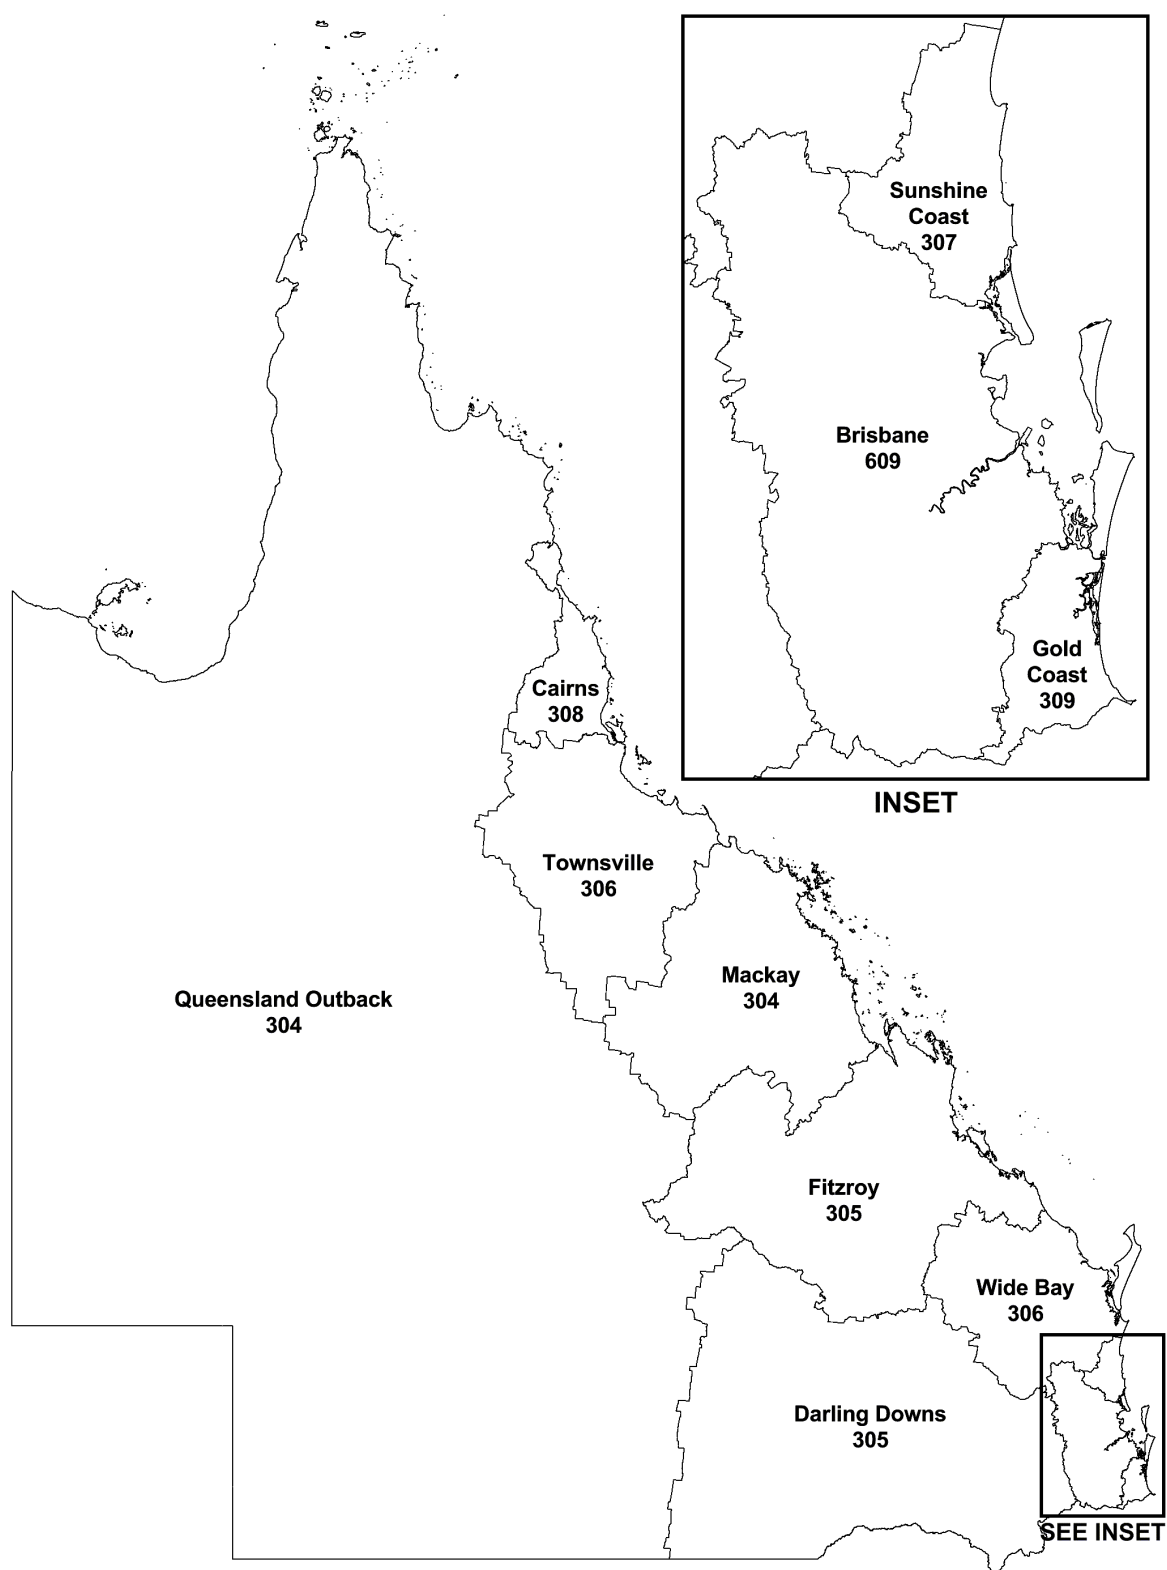 Sunshine
Coast
307
Brisbane
609
Gold
Coast
309
INSET
Cairns
308
Townsville
306
Mackay
304
Queensland Outback
304
Fitzroy
305
Wide Bay
306
Darling Downs
305
SEE INSET